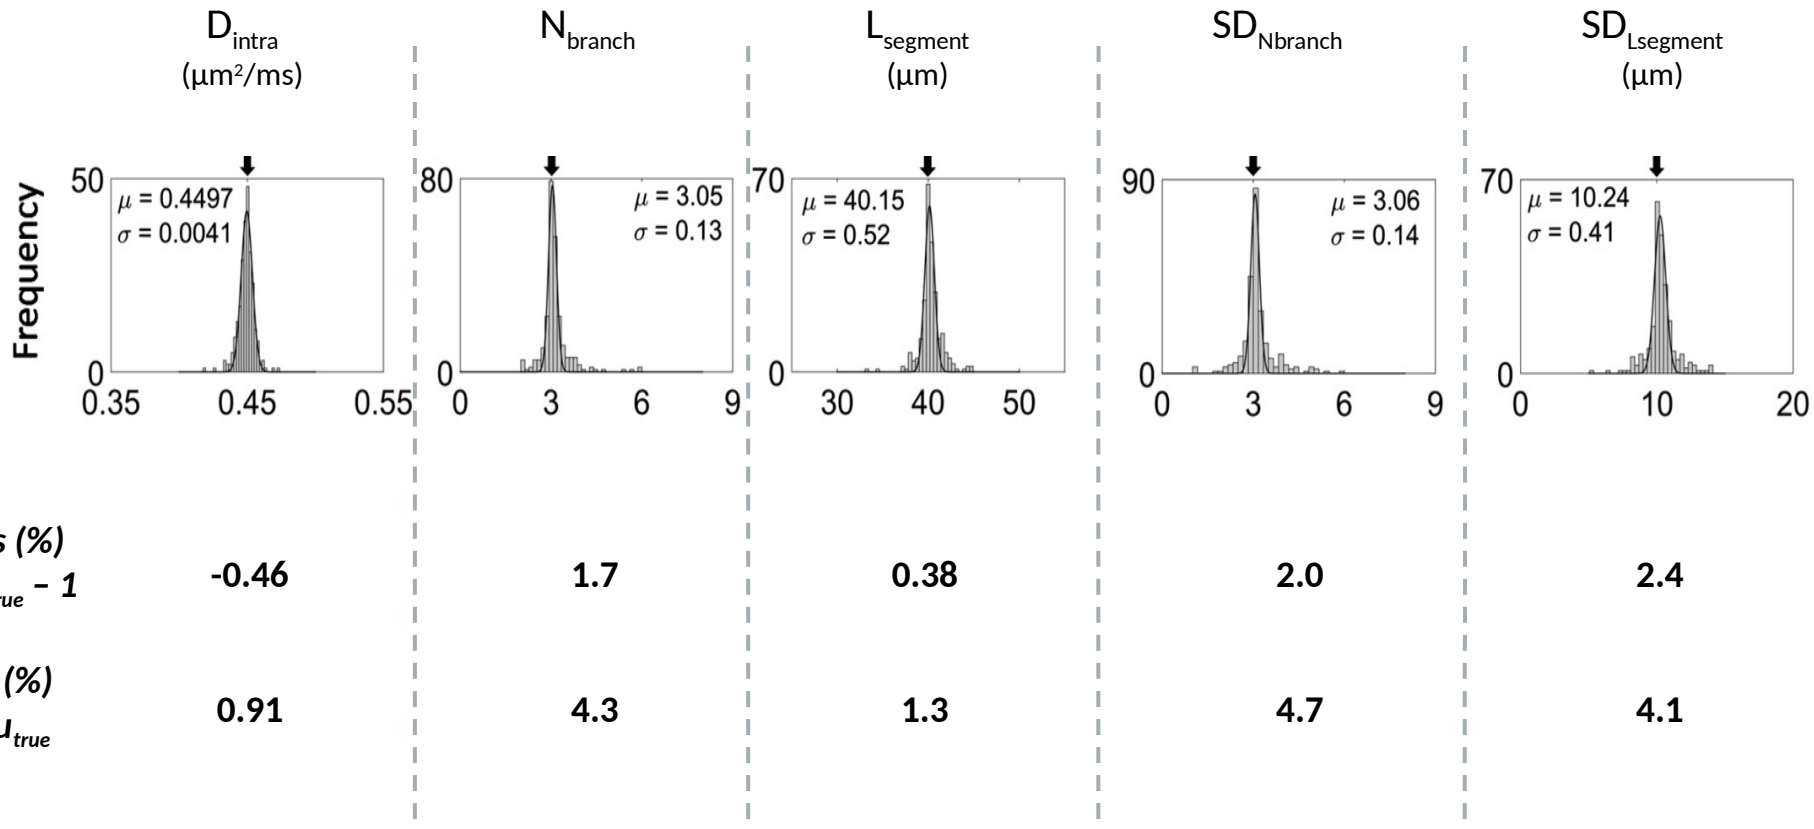 D_intra N_branch L_segment SD_Nbranch SD_Lsegment
(µm²/ms) (µm) (µm)
Frequency
50 80 70 90 70
μ = 0.4497 μ = 3.05 μ = 40.15 μ = 3.06 μ = 10.24
σ = 0.0041 σ = 0.13 σ = 0.52 σ = 0.14 σ = 0.41
0 0 0 0 0
0.35 0.45 0.55 0 3 6 9 30 40 50 0 3 6 9 0 10 20
(%)
-0.46 1.7 0.38 2.0 2.4
– 1
(%)
0.91 4.3 1.3 4.7 4.1
true